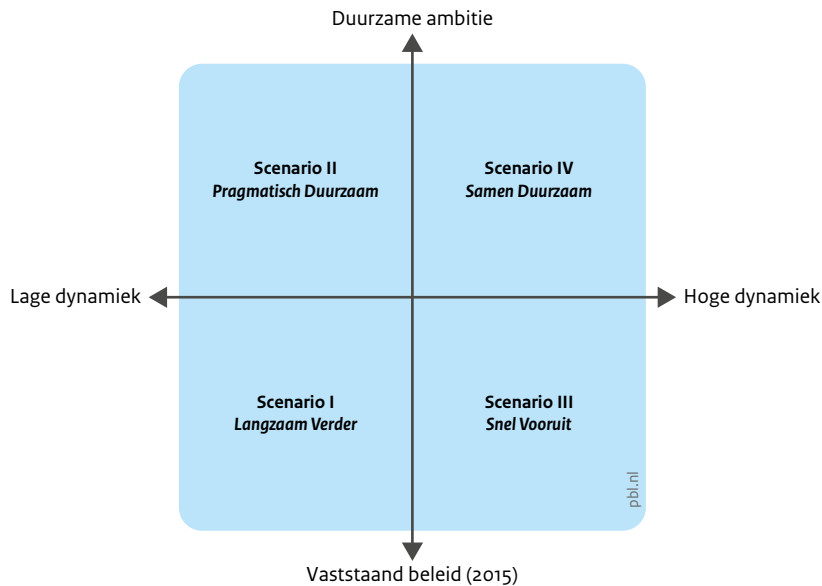 Duurzame ambitie
Scenario II
Pragmatisch Duurzaam
Scenario IV
Samen Duurzaam
Lage dynamiek
Hoge dynamiek
Scenario I
Langzaam Verder
Scenario III
Snel Vooruit
pbl.nl
Vaststaand beleid (2015)